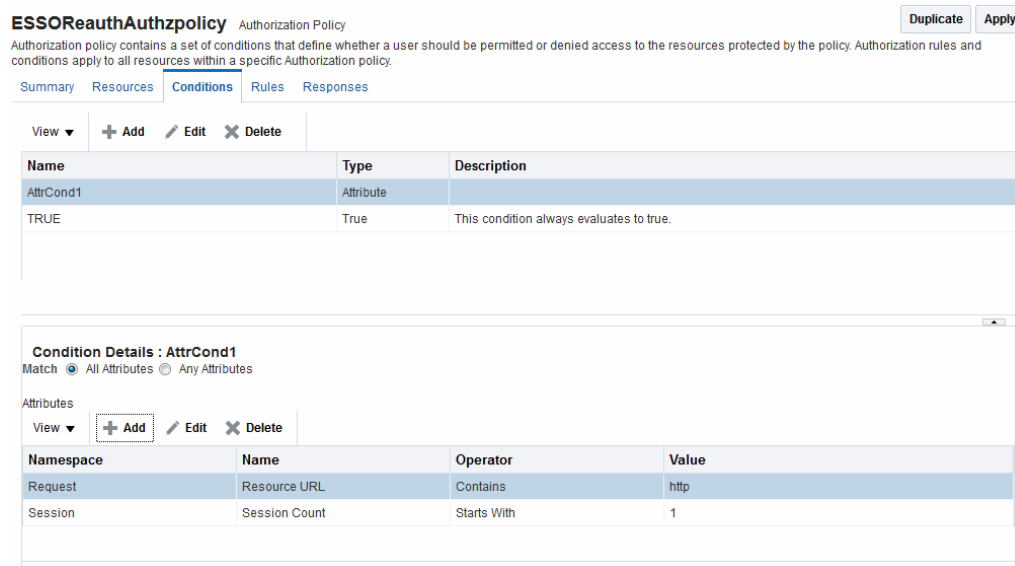 ESSOReauthAuthzpolicy Authorization Policy
Duplicate Apply
Authorization policy contains a set of conditions that define whether a user should be permitted or denied access to the resources protected by the policy. Authorization rules and
conditions apply to all resources within a specific Authorization policy.
Summary Resources Conditions Rules Responses
View Add Edit Delete
Name Type Description
AttrCond1 Attribute
TRUE True This condition always evaluates to true.
Condition Details : AttrCond1
Match All Attributes Any Attributes
Attributes
View Add Edit Delete
Namespace Name Operator Value
Request Resource URL Contains http
Session Session Count Starts With 1